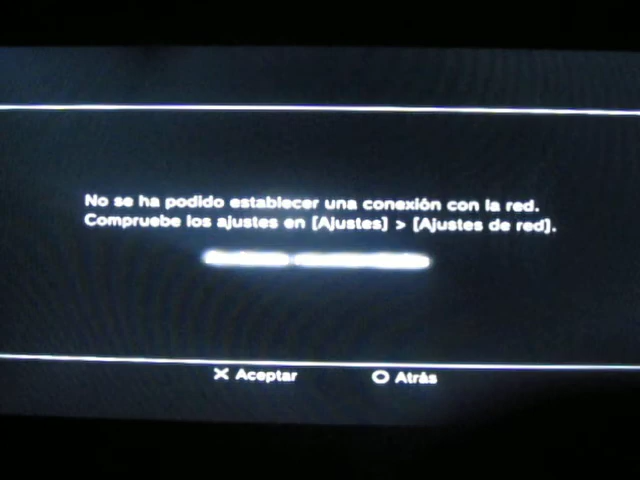 No se ha podido establecer una conexión con la red.
Compruebe los ajustes en [Ajustes] > [Ajustes de red].
Aceptar
Atrás